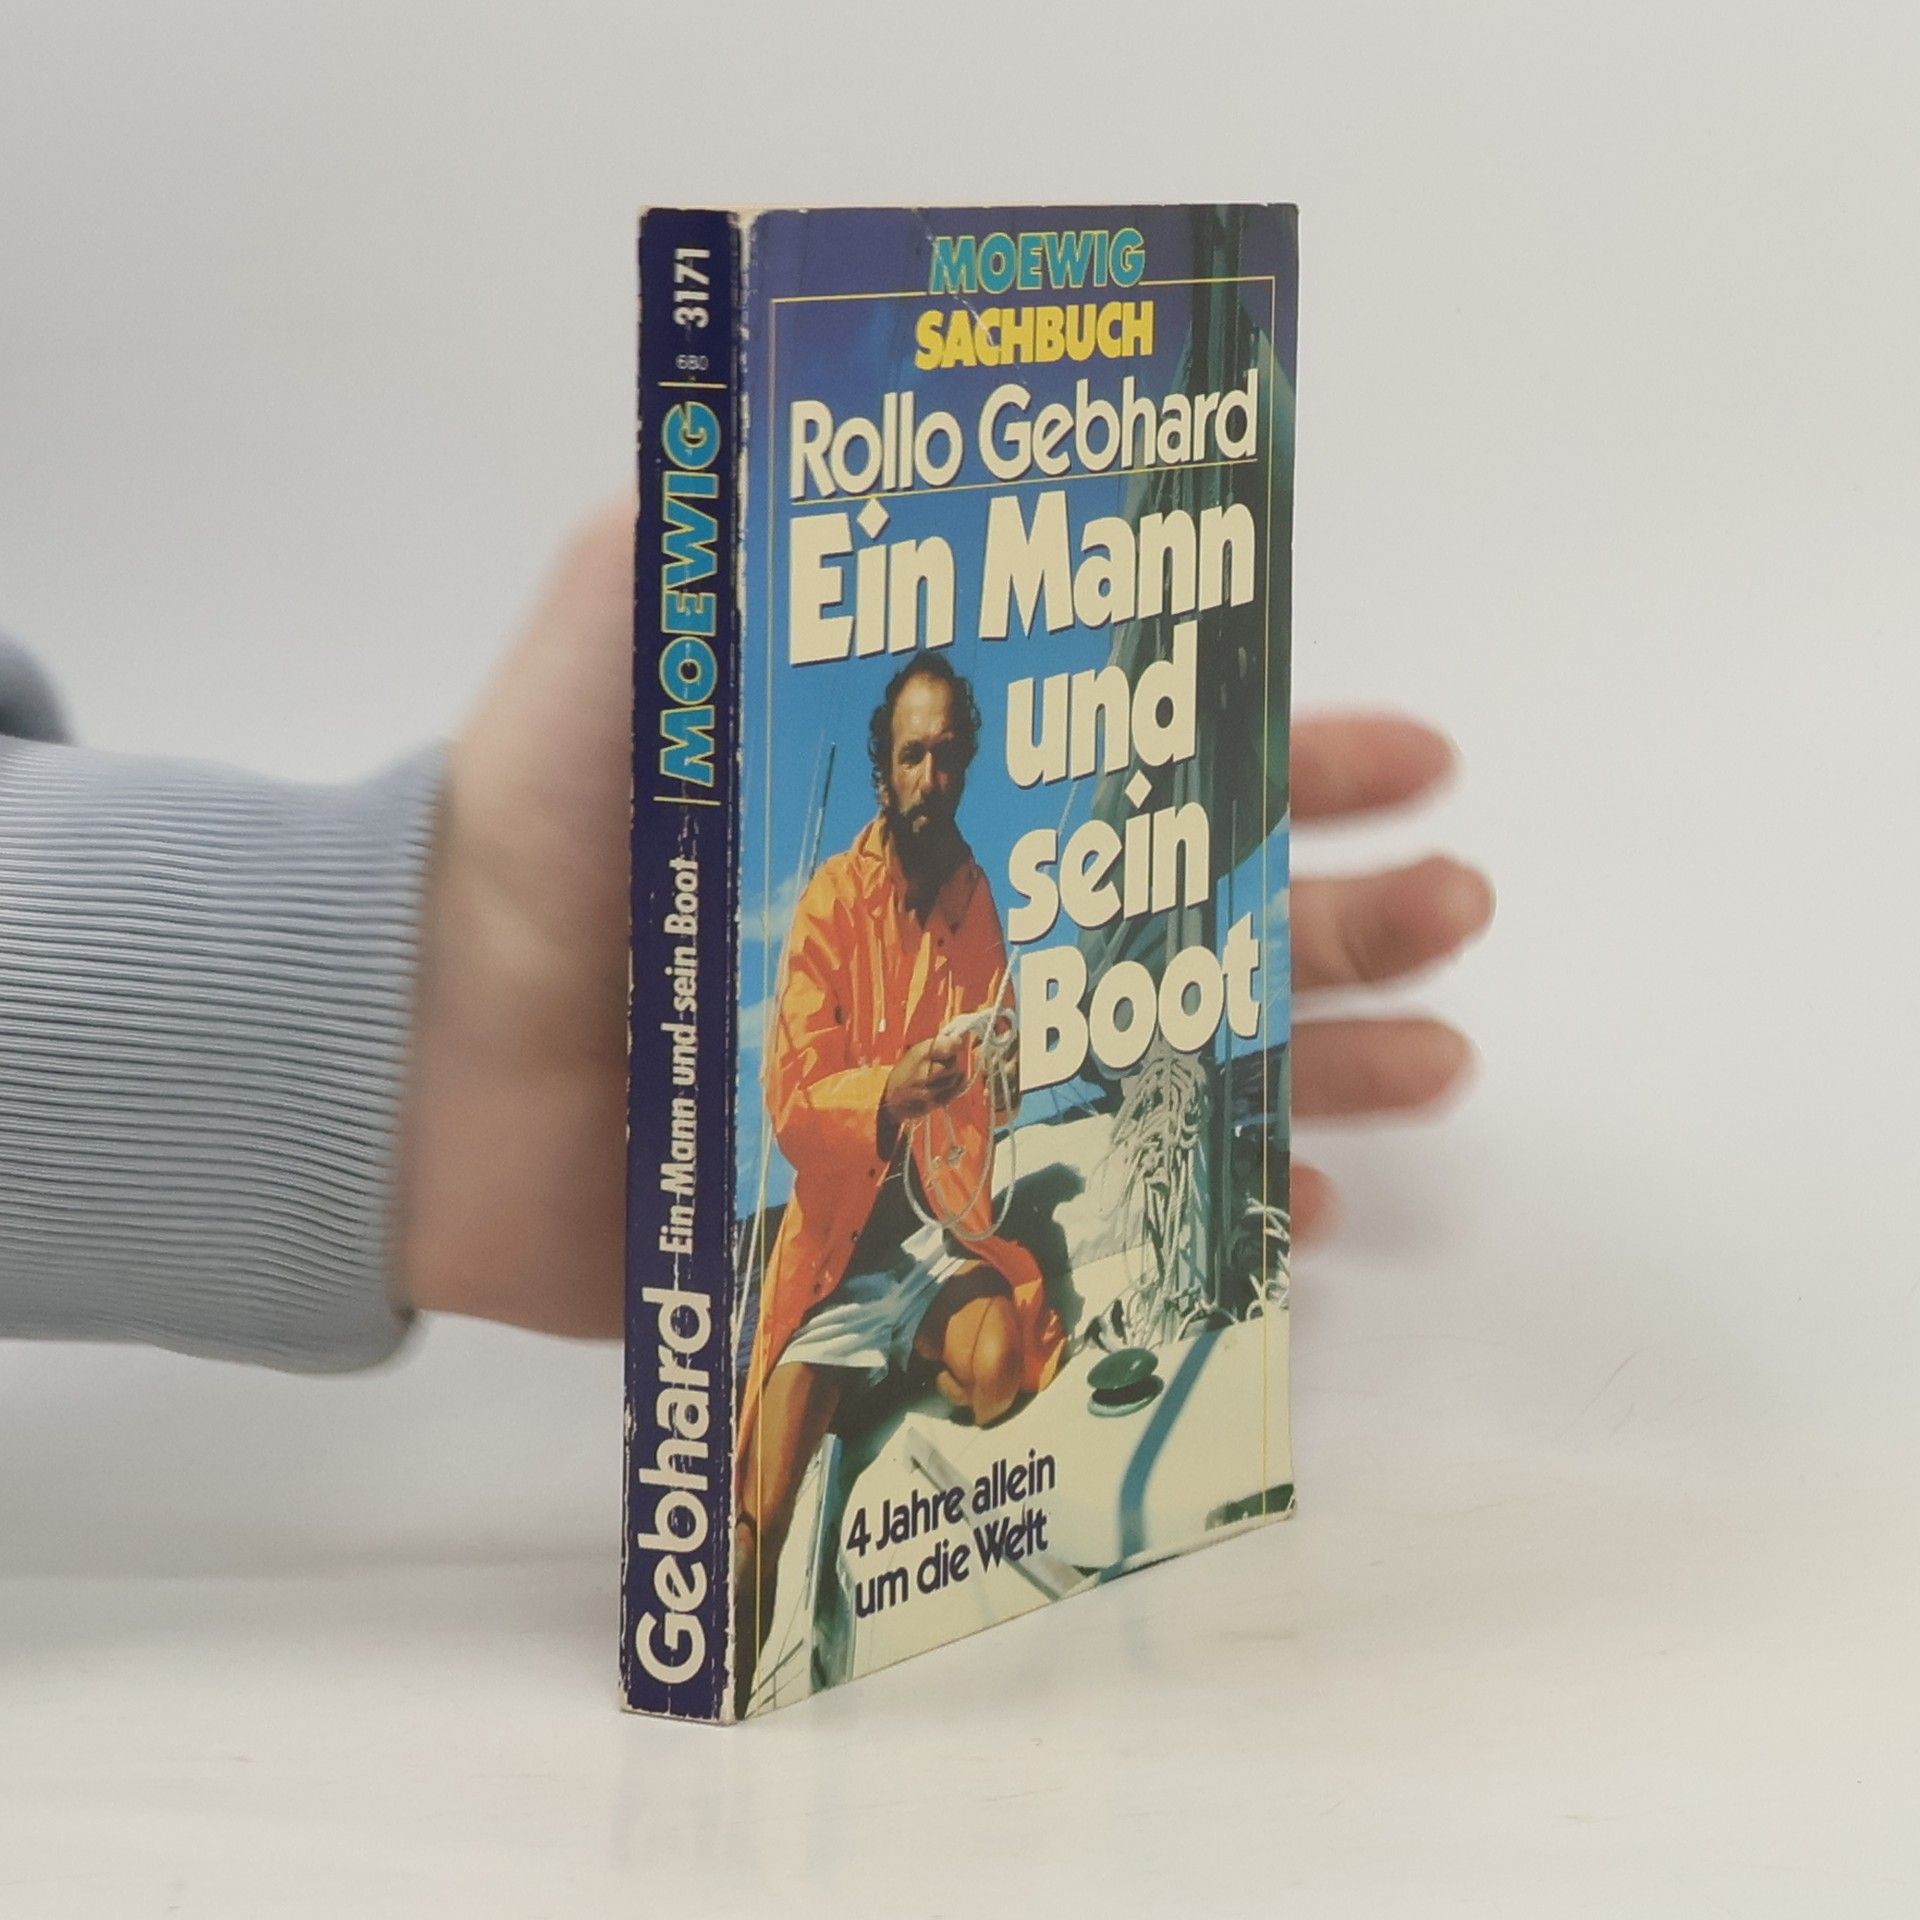 MOEWIG
SACHBUCH
Rollo Gebhard
Ein Mann
und
sein
Boot
4 Jahre allein
um die Welt
Gebhard Ein Mann und sein Boot MOEWIG 680 3171